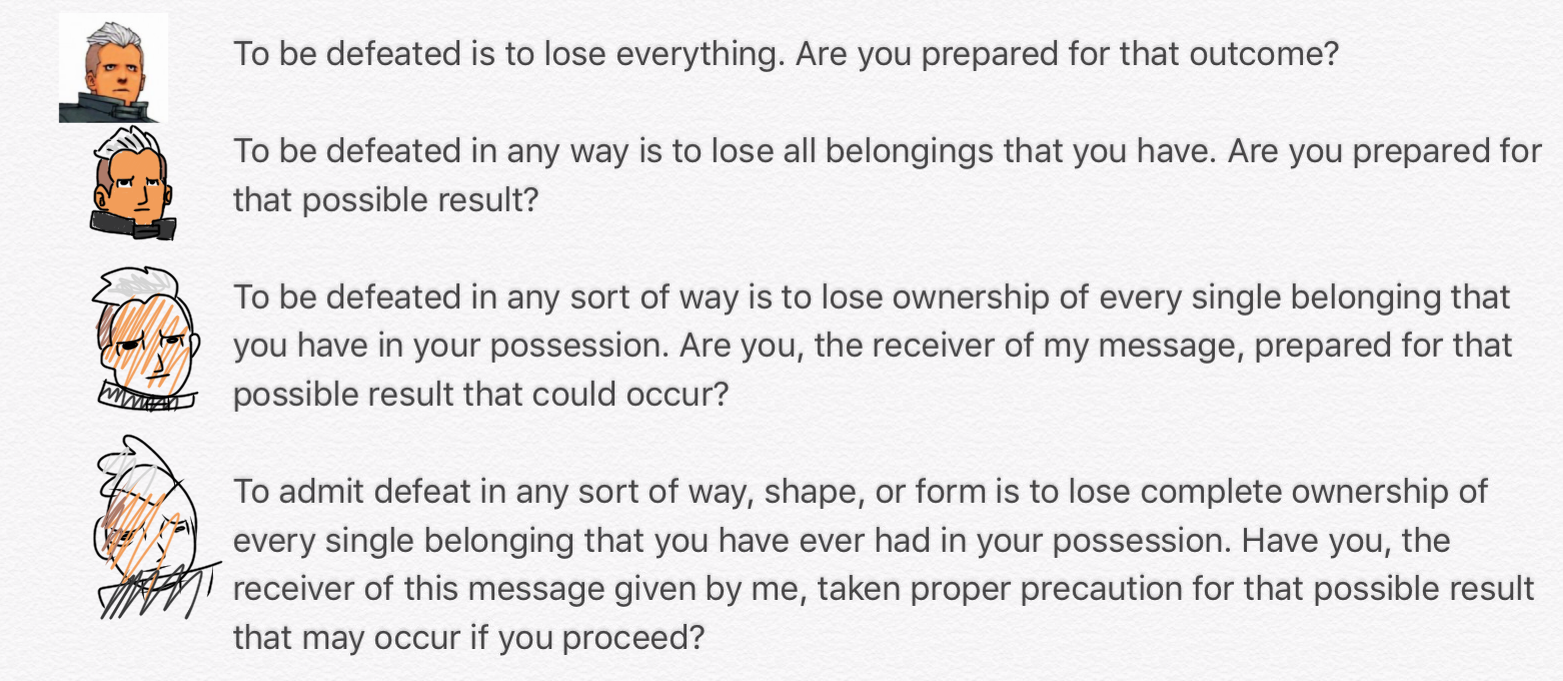 To be defeated is to lose everything. Are you prepared for that outcome?
To be defeated in any way is to lose all belongings that you have. Are you prepared for
that possible result?
To be defeated in any sort of way is to lose ownership of every single belonging that
you have in your possession. Are you, the receiver of my message, prepared for that
possible result that could occur?
To admit defeat in any sort of way, shape, or form is to lose complete ownership of
every single belonging that you have ever had in your possession. Have you, the
receiver of this message given by me, taken proper precaution for that possible result
that may occur if you proceed?